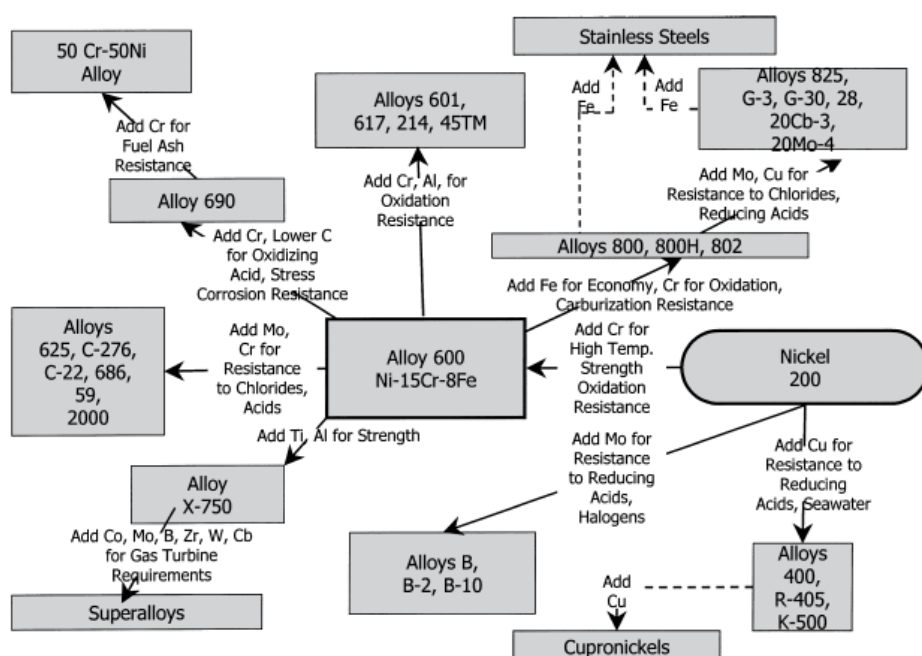 50 Cr-50Ni
Alloy
Stainless Steels
Add
Fe
Add
Fe
Alloys 825,
G-3, G-30, 28,
20Cb-3,
20Mo-4
Alloys 601,
617, 214, 45TM
Add Cr for
Fuel Ash
Resistance
Add Cr, Al, for
Oxidation
Resistance
Add Mo, Cu for
Resistance to Chlorides,
Reducing Acids
Alloy 690
Add Cr, Lower C
for Oxidizing
Acid, Stress
Corrosion Resistance
Alloys 800, 800H, 802
Add Fe for Economy, Cr for Oxidation,
Carburization Resistance
Alloys
625, C-276,
C-22, 686,
59,
2000
Add Mo,
Cr for
Resistance
to Chlorides,
Acids
Alloy 600
Ni-15Cr-8Fe
Add Cr for
High Temp.
Strength
Oxidation
Resistance
Nickel
200
Add Ti, Al for Strength
Add Mo for
Resistance
to Reducing
Acids,
Halogens
Add Cu for
Resistance to
Reducing
Acids, Seawater
Alloy
X-750
Add Co, Mo, B, Zr, W, Cb
for Gas Turbine
Requirements
Superalloys
Alloys B,
B-2, B-10
Alloys
400,
R-405,
K-500
Add
Cu
Cupronickels